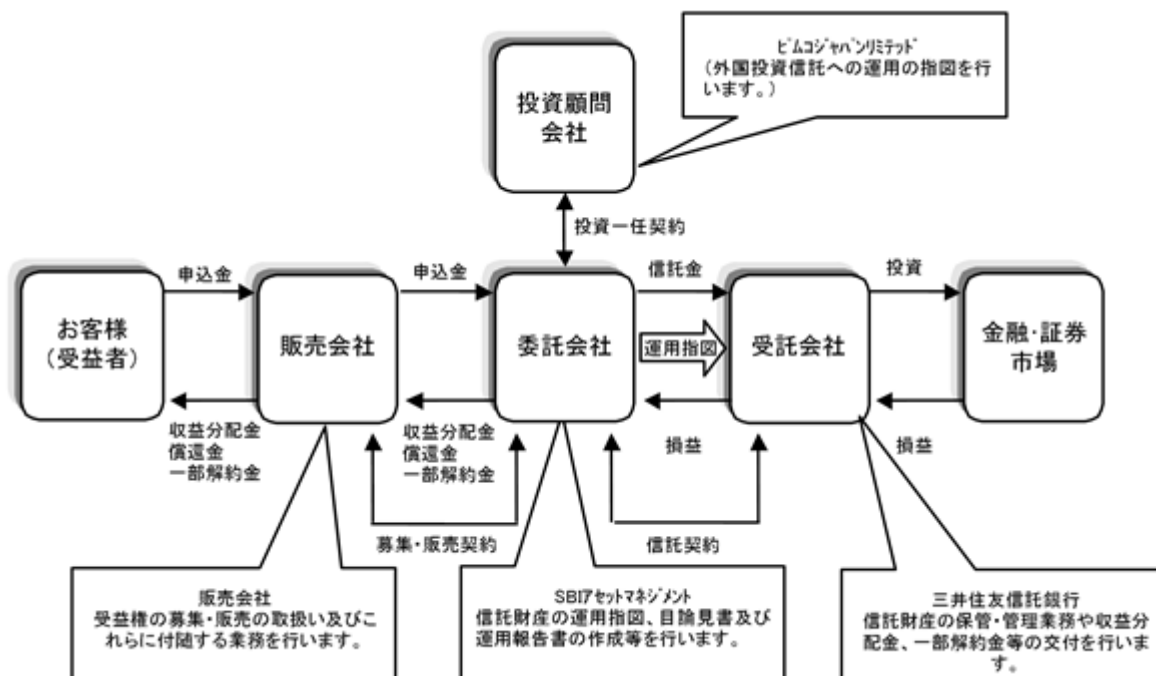 ﾋﾟﾑｺｼﾞｬﾊﾟﾝﾘﾐﾃｯﾄﾞ
（外国投資信託への運用の指図を行
います。）
投資顧問
会社
投資一任契約
申込金
申込金
信託金
投資
お客様
（受益者）
販売会社
委託会社
運用指図
受託会社
金融・証券
市場
収益分配金
償還金
一部解約金
収益分配金
償還金
一部解約金
損益
損益
募集・販売契約
信託契約
販売会社
受益権の募集・販売の取扱い及びこ
れらに付随する業務を行います。
SBIｱｾｯﾄﾏﾈｼﾞﾒﾝﾄ
信託財産の運用指図、目論見書及び
運用報告書の作成等を行います。
三井住友信託銀行
信託財産の保管・管理業務や収益分
配金、一部解約金等の交付を行いま
す。